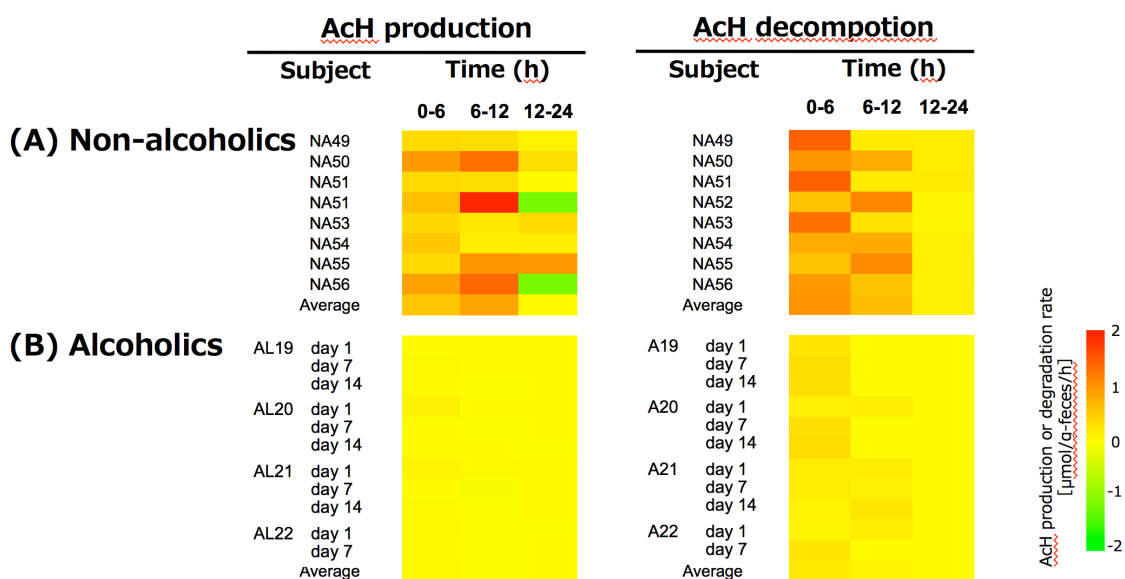 AcH production
AcH decompotion
Subject
Time (h)
Subject
Time (h)
0-6
6-12
12-24
0-6
6-12
12-24
(A) Non-alcoholics
NA49
NA50
NA51
NA51
NA53
NA54
NA55
NA56
Average
NA49
NA50
NA51
NA52
NA53
NA54
NA55
NA56
Average
(B) Alcoholics
AL19 day 1
day 7
day 14
AL20 day 1
day 7
day 14
AL21 day 1
day 7
day 14
AL22 day 1
day 7
Average
A19 day 1
day 7
day 14
A20 day 1
day 7
day 14
A21 day 1
day 7
day 14
A22 day 1
day 7
Average
AcH production or degradation rate
[μmol/g-feces/h]
2
1
0
-1
-2